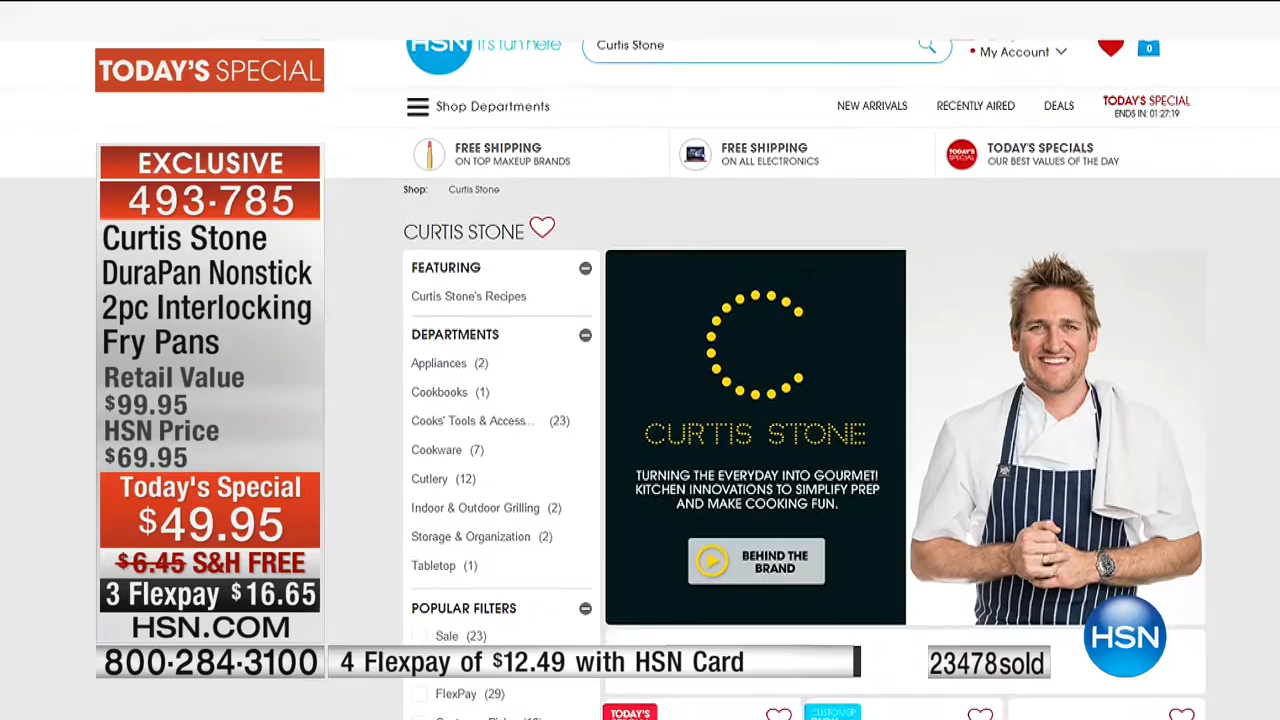 TODAY'S SPECIAL
EXCLUSIVE
493-785
Curtis Stone
DuraPan Nonstick
2pc Interlocking
Fry Pans
Retail Value
$99.95
HSN Price
$69.95
Today's Special
$49.95
$6.45 S&H FREE
3 Flexpay $16.65
HSN.COM
800-284-3100
4 Flexpay of $12.49 with HSN Card
23478sold
HSN
HSN it's fun here
Curtis Stone
My Account
0
Shop Departments
NEW ARRIVALS
RECENTLY AIRED
DEALS
TODAY'S SPECIAL
ENDS IN: 01:27:19
FREE SHIPPING
ON TOP MAKEUP BRANDS
FREE SHIPPING
ON ALL ELECTRONICS
TODAY'S
SPECIAL
TODAY'S SPECIALS
OUR BEST VALUES OF THE DAY
Shop: Curtis Stone
CURTIS STONE
FEATURING
Curtis Stone's Recipes
DEPARTMENTS
Appliances (2)
Cookbooks (1)
Cooks' Tools & Access... (23)
Cookware (7)
Cutlery (12)
Indoor & Outdoor Grilling (2)
Storage & Organization (2)
Tabletop (1)
POPULAR FILTERS
Sale (23)
FlexPay (29)
CURTIS STONE
TURNING THE EVERYDAY INTO GOURMET!
KITCHEN INNOVATIONS TO SIMPLIFY PREP
AND MAKE COOKING FUN.
BEHIND THE
BRAND
TODAY'S
CUSTOMER